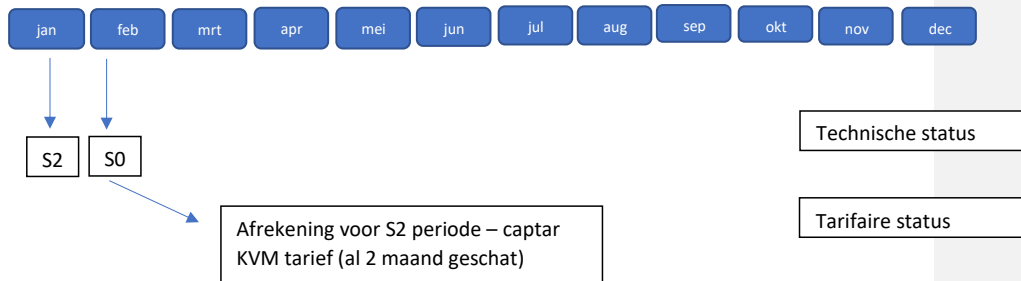 jan feb mrt apr mei jun jul aug sep okt nov dec
Technische status
S2 S0
Tarifaire status
Afrekening voor S2 periode – captar
KVM tarief (al 2 maand geschat)